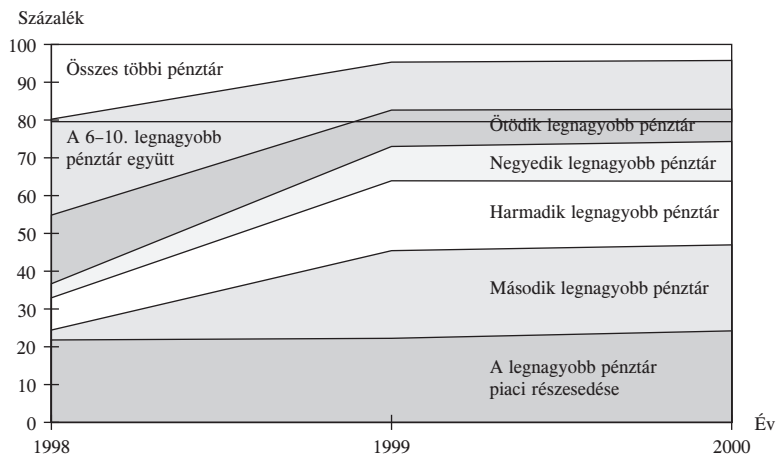 Százalék
100
90
80
70
60
50
40
30
20
10
0
Összes többi pénztár
A 6–10. legnagyobb
pénztár együtt
Ötödik legnagyobb pénztár
Negyedik legnagyobb pénztár
Harmadik legnagyobb pénztár
Második legnagyobb pénztár
A legnagyobb pénztár
piaci részesedése
Év
1998
1999
2000